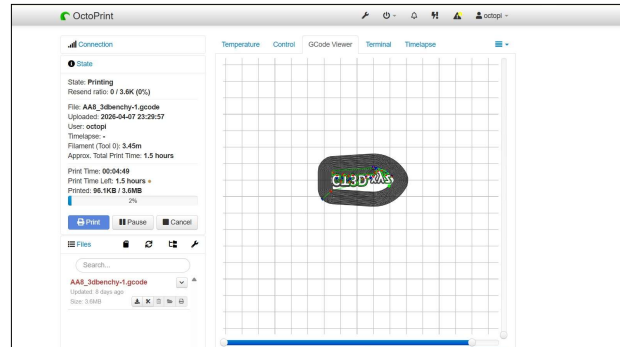 OctoPrint
octopi
Connection
State
State: Printing
Resend ratio: 0 / 3.6K (0%)
File: AA8_3dbenchy-1.gcode
Uploaded: 2026-04-07 23:29:57
User: octopi
Timelapse: -
Filament (Tool 0): 3.45m
Approx. Total Print Time: 1.5 hours
Print Time: 00:04:49
Print Time Left: 1.5 hours
Printed: 96.1KB / 3.6MB
2%
Print Pause Cancel
Files
Search...
AA8_3dbenchy-1.gcode
Updated: 8 days ago
Size: 3.6MB
Temperature Control GCode Viewer Terminal Timelapse